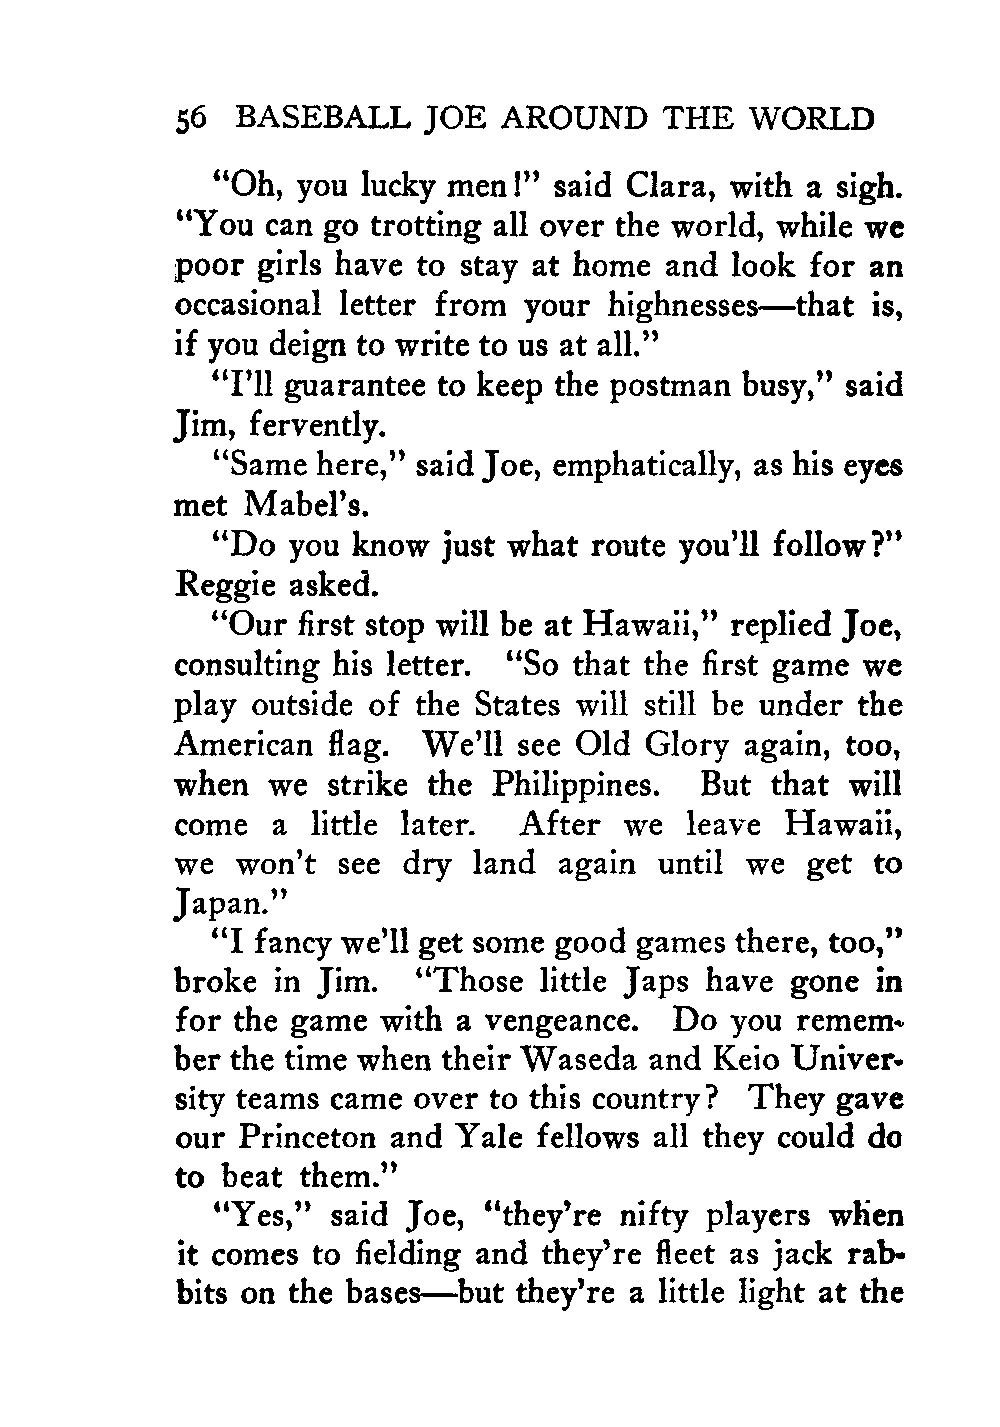 56 BASEBALL JOE AROUND THE WORLD
“Oh, you lucky men!” said Clara, with a sigh.
“You can go trotting all over the world, while we
poor girls have to stay at home and look for an
occasional letter from your highnesses—that is,
if you deign to write to us at all.”
“I’ll guarantee to keep the postman busy,” said
Jim, fervently.
“Same here,” said Joe, emphatically, as his eyes
met Mabel’s.
“Do you know just what route you’ll follow?”
Reggie asked.
“Our first stop will be at Hawaii,” replied Joe,
consulting his letter. “So that the first game we
play outside of the States will still be under the
American flag. We’ll see Old Glory again, too,
when we strike the Philippines. But that will
come a little later. After we leave Hawaii,
we won’t see dry land again until we get to
Japan.”
“I fancy we’ll get some good games there, too,”
broke in Jim. “Those little Japs have gone in
for the game with a vengeance. Do you remem-
ber the time when their Waseda and Keio Univer-
sity teams came over to this country? They gave
our Princeton and Yale fellows all they could do
to beat them.”
“Yes,” said Joe, “they’re nifty players when
it comes to fielding and they’re fleet as jack rab-
bits on the bases—but they’re a little light at the